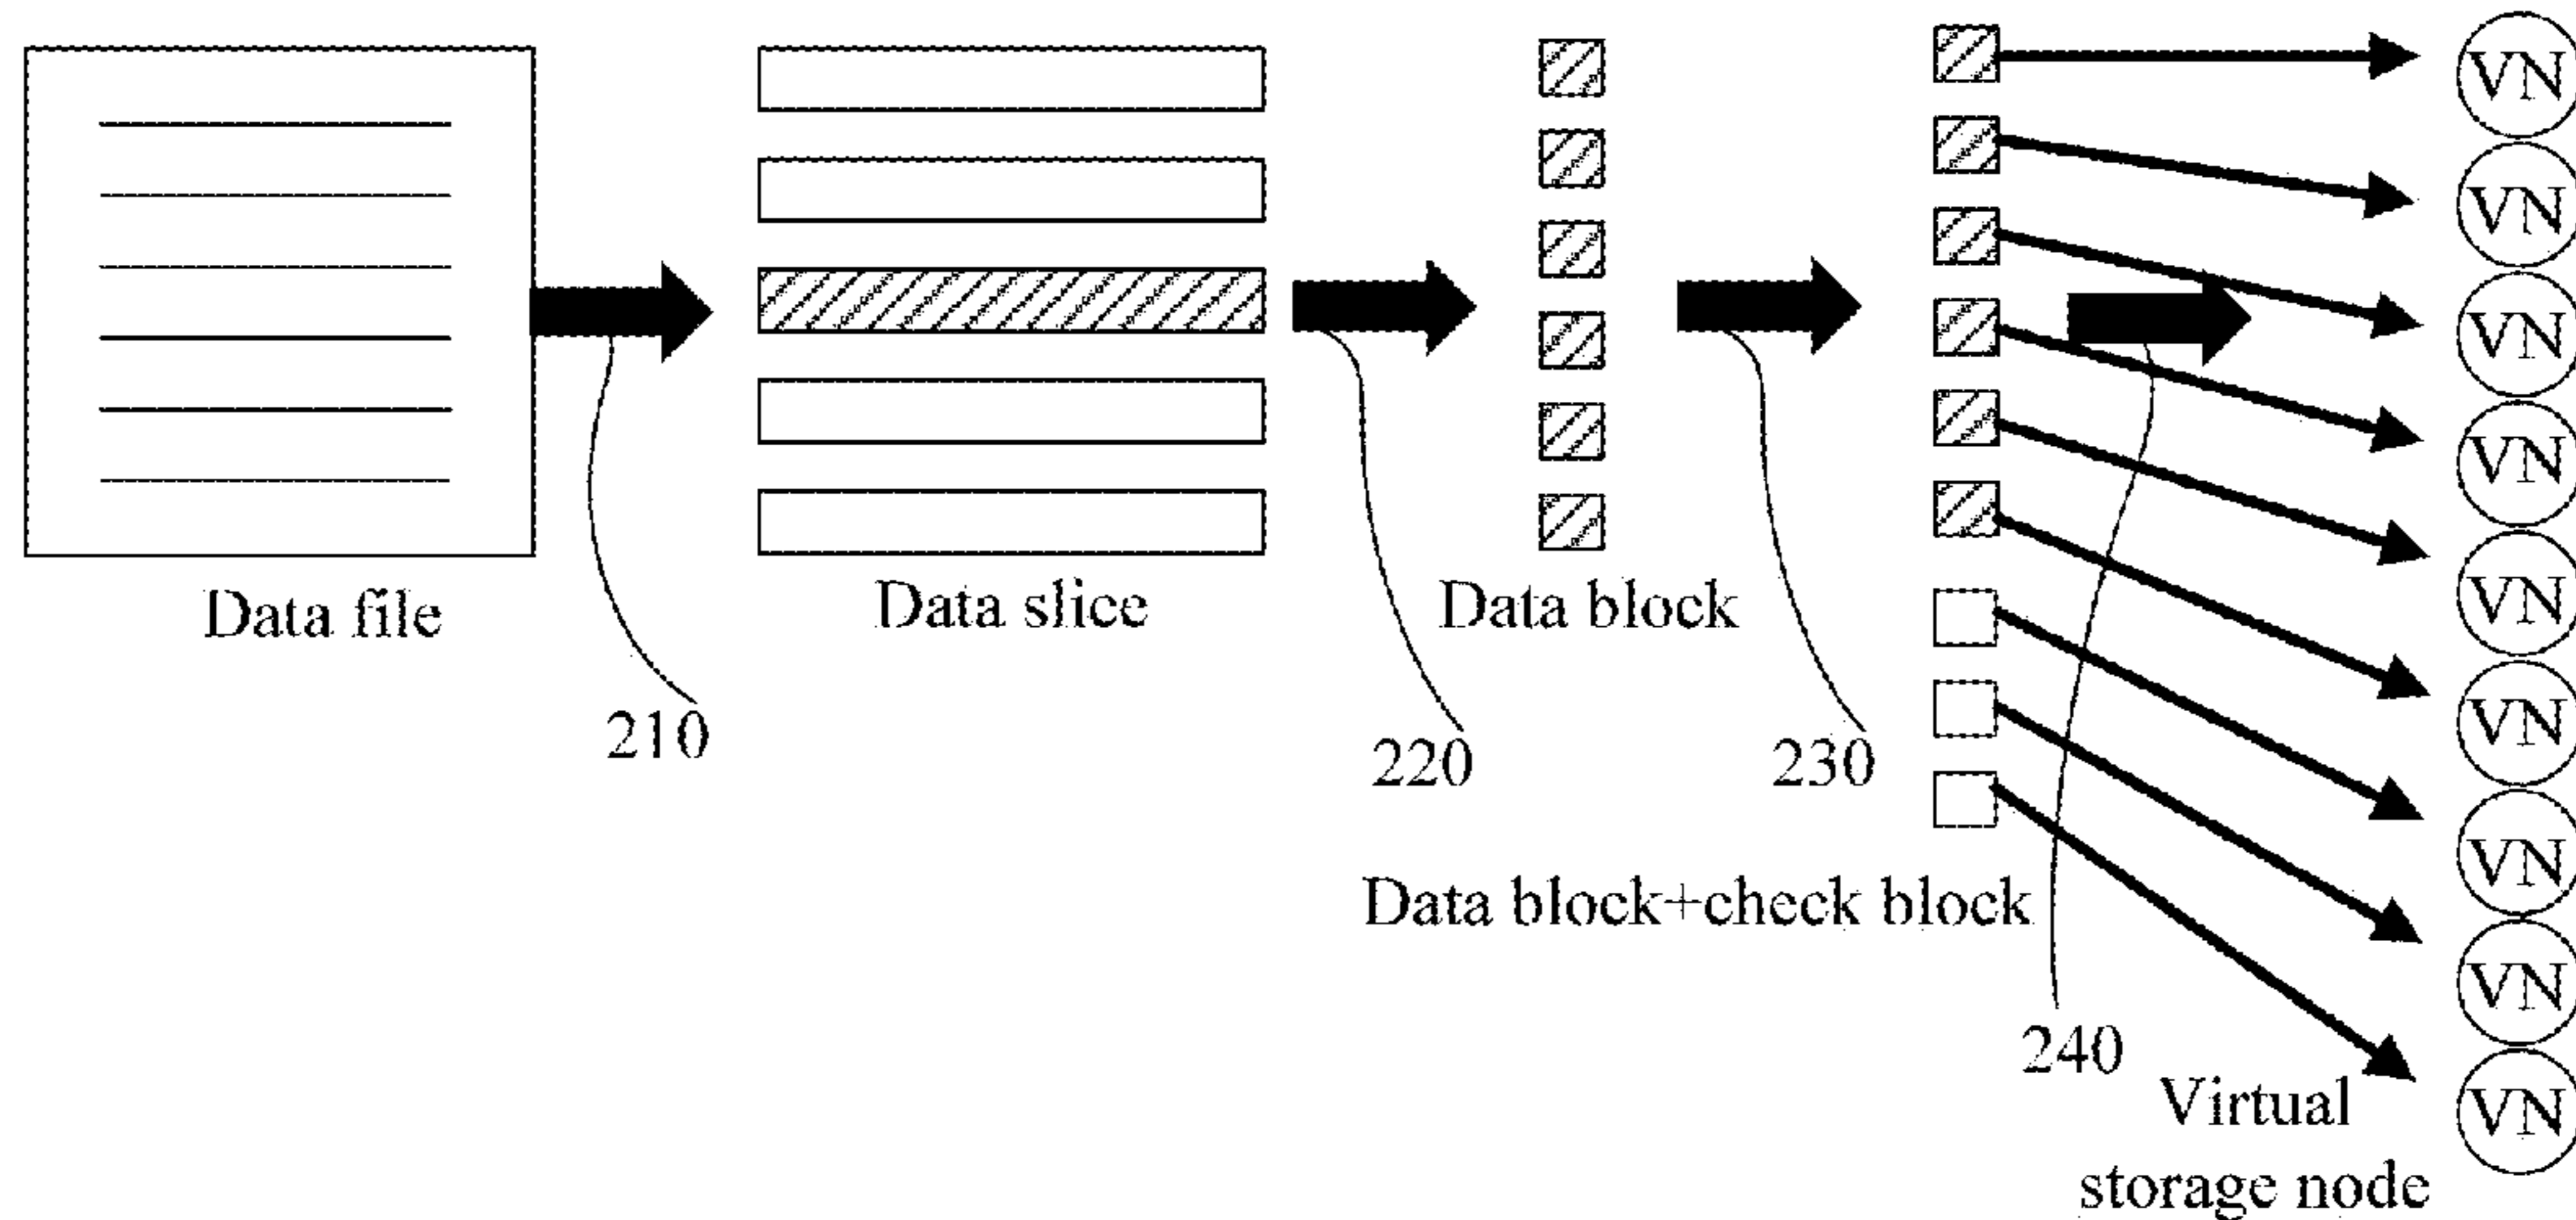 VN
VN
VN
VN
VN
VN
VN
VN
VN
Data file
Data slice
Data block
210
220
230
Data block+check block
240
Virtual
storage node